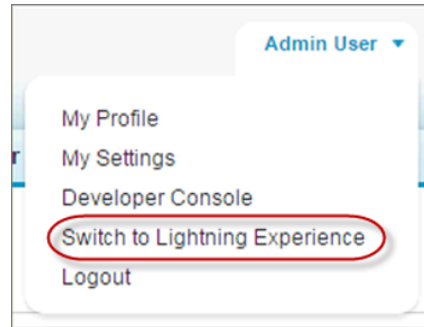 Admin User
My Profile
My Settings
r
Developer Console
Switch to Lightning Experience
Logout